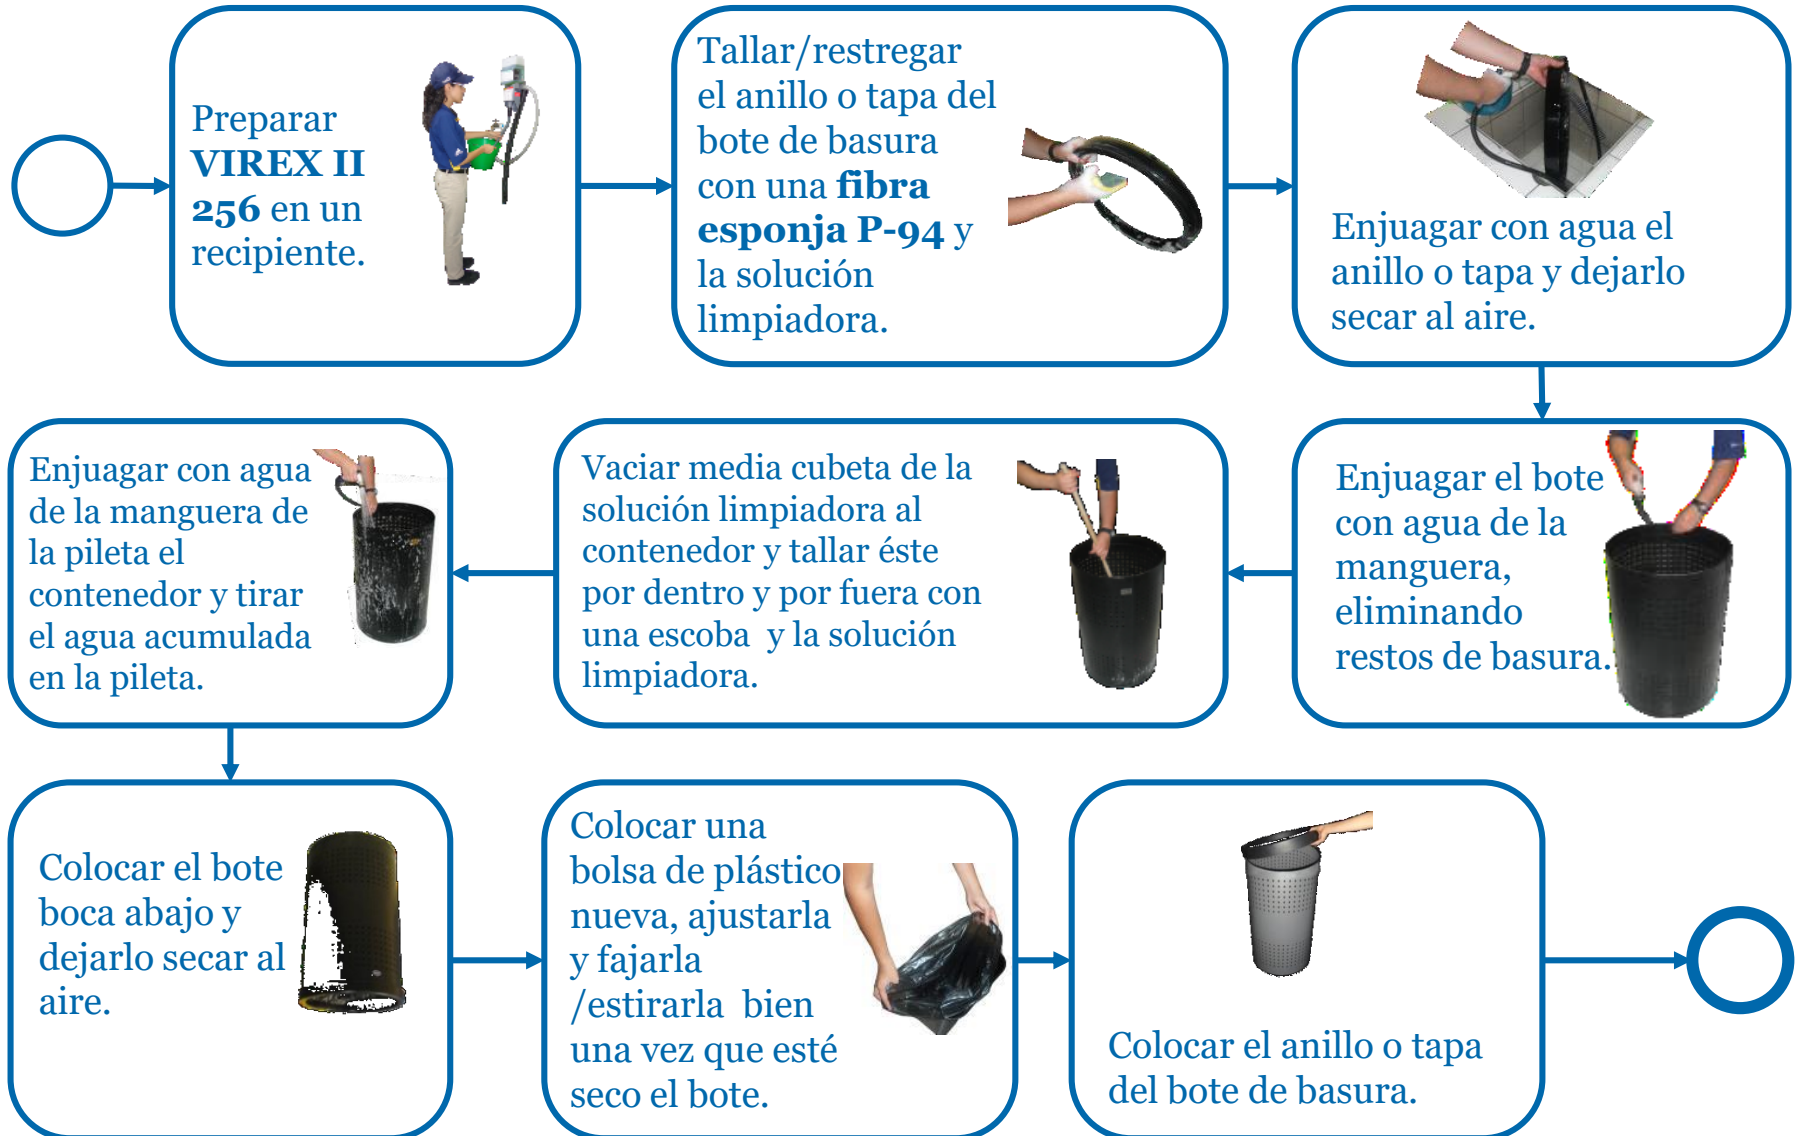 Preparar
VIREX II
256 en un
recipiente.
Tallar/restregar
el anillo o tapa del
bote de basura
con una fibra
esponja P-94 y
la solución
limpiadora.
Enjuagar con agua el
anillo o tapa y dejarlo
secar al aire.
Enjuagar el bote
con agua de la
manguera,
eliminando
restos de basura.
Vaciar media cubeta de la
solución limpiadora al
contenedor y tallar éste
por dentro y por fuera con
una escoba  y la solución
limpiadora.
Enjuagar con agua
de la manguera de
la pileta el
contenedor y tirar
el agua acumulada
en la pileta.
Colocar el bote
boca abajo y
dejarlo secar al
aire.
Colocar una
bolsa de plástico
nueva, ajustarla
y fajarla
/estirarla  bien
una vez que esté
seco el bote.
Colocar el anillo o tapa
del bote de basura.